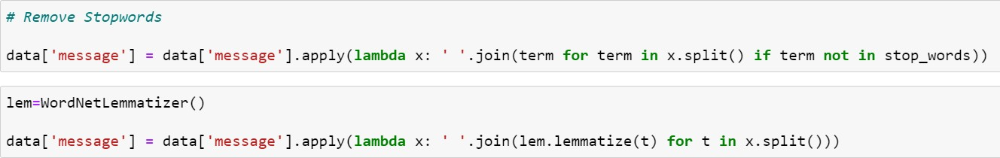 # Remove Stopwords
data['message'] = data['message'].apply(lambda x: ' '.join(term for term in x.split() if term not in stop_words))
lem=WordNetLemmatizer()
data['message'] = data['message'].apply(lambda x: ' '.join(lem.lemmatize(t) for t in x.split()))